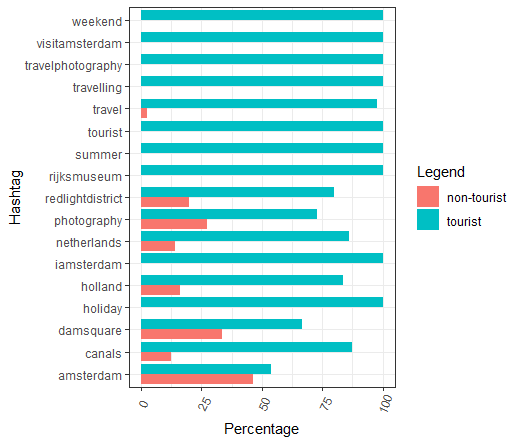 weekend
visitamsterdam
travelphotography
travelling
travel
tourist
summer
rijksmuseum
redlightdistrict
photography
netherlands
iamsterdam
holland
holiday
damsquare
canals
amsterdam
Hashtag
0 25 50 75 100
Percentage
Legend
non-tourist
tourist